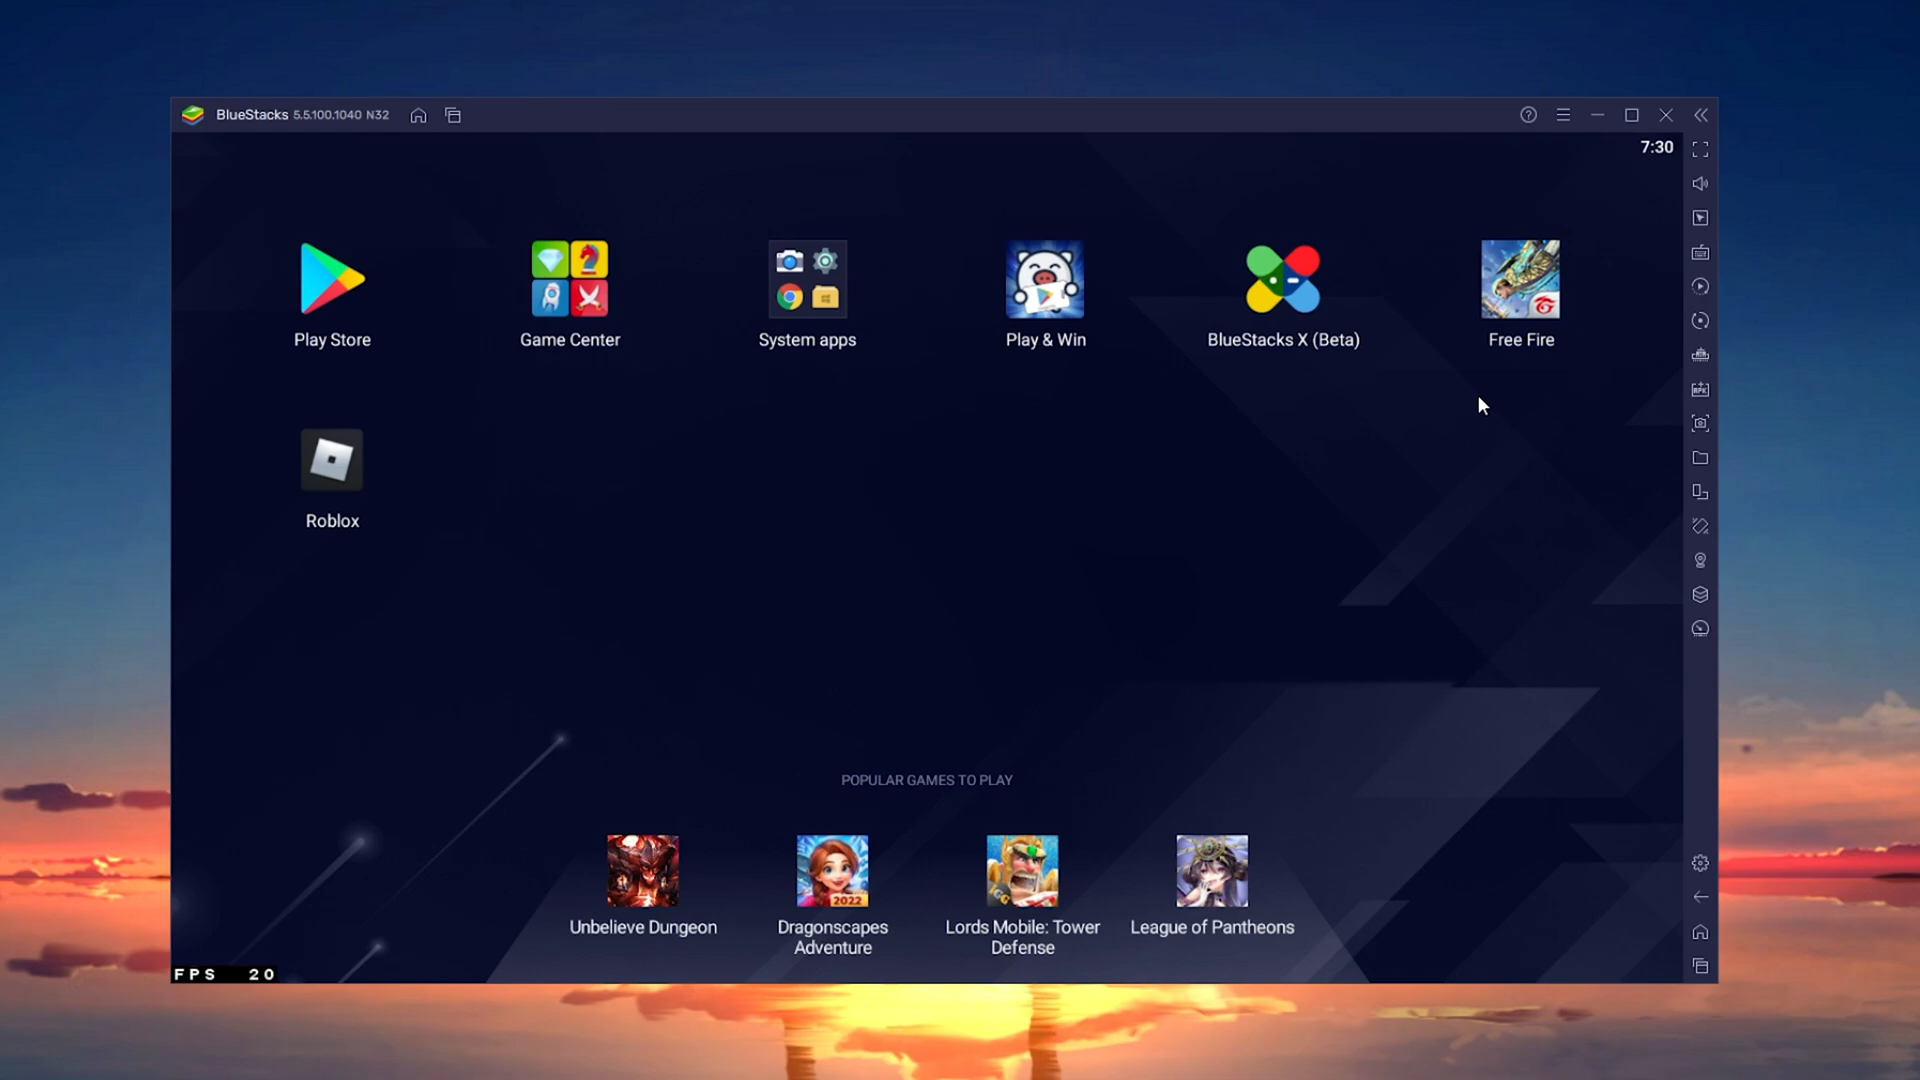 BlueStacks 5.5.100.1040 N32
7:30
Play Store
Game Center
System apps
Play & Win
BlueStacks X (Beta)
Free Fire
Roblox
POPULAR GAMES TO PLAY
2022
Unbelieve Dungeon
Dragonscapes
Adventure
Lords Mobile: Tower
Defense
League of Pantheons
FPS 20